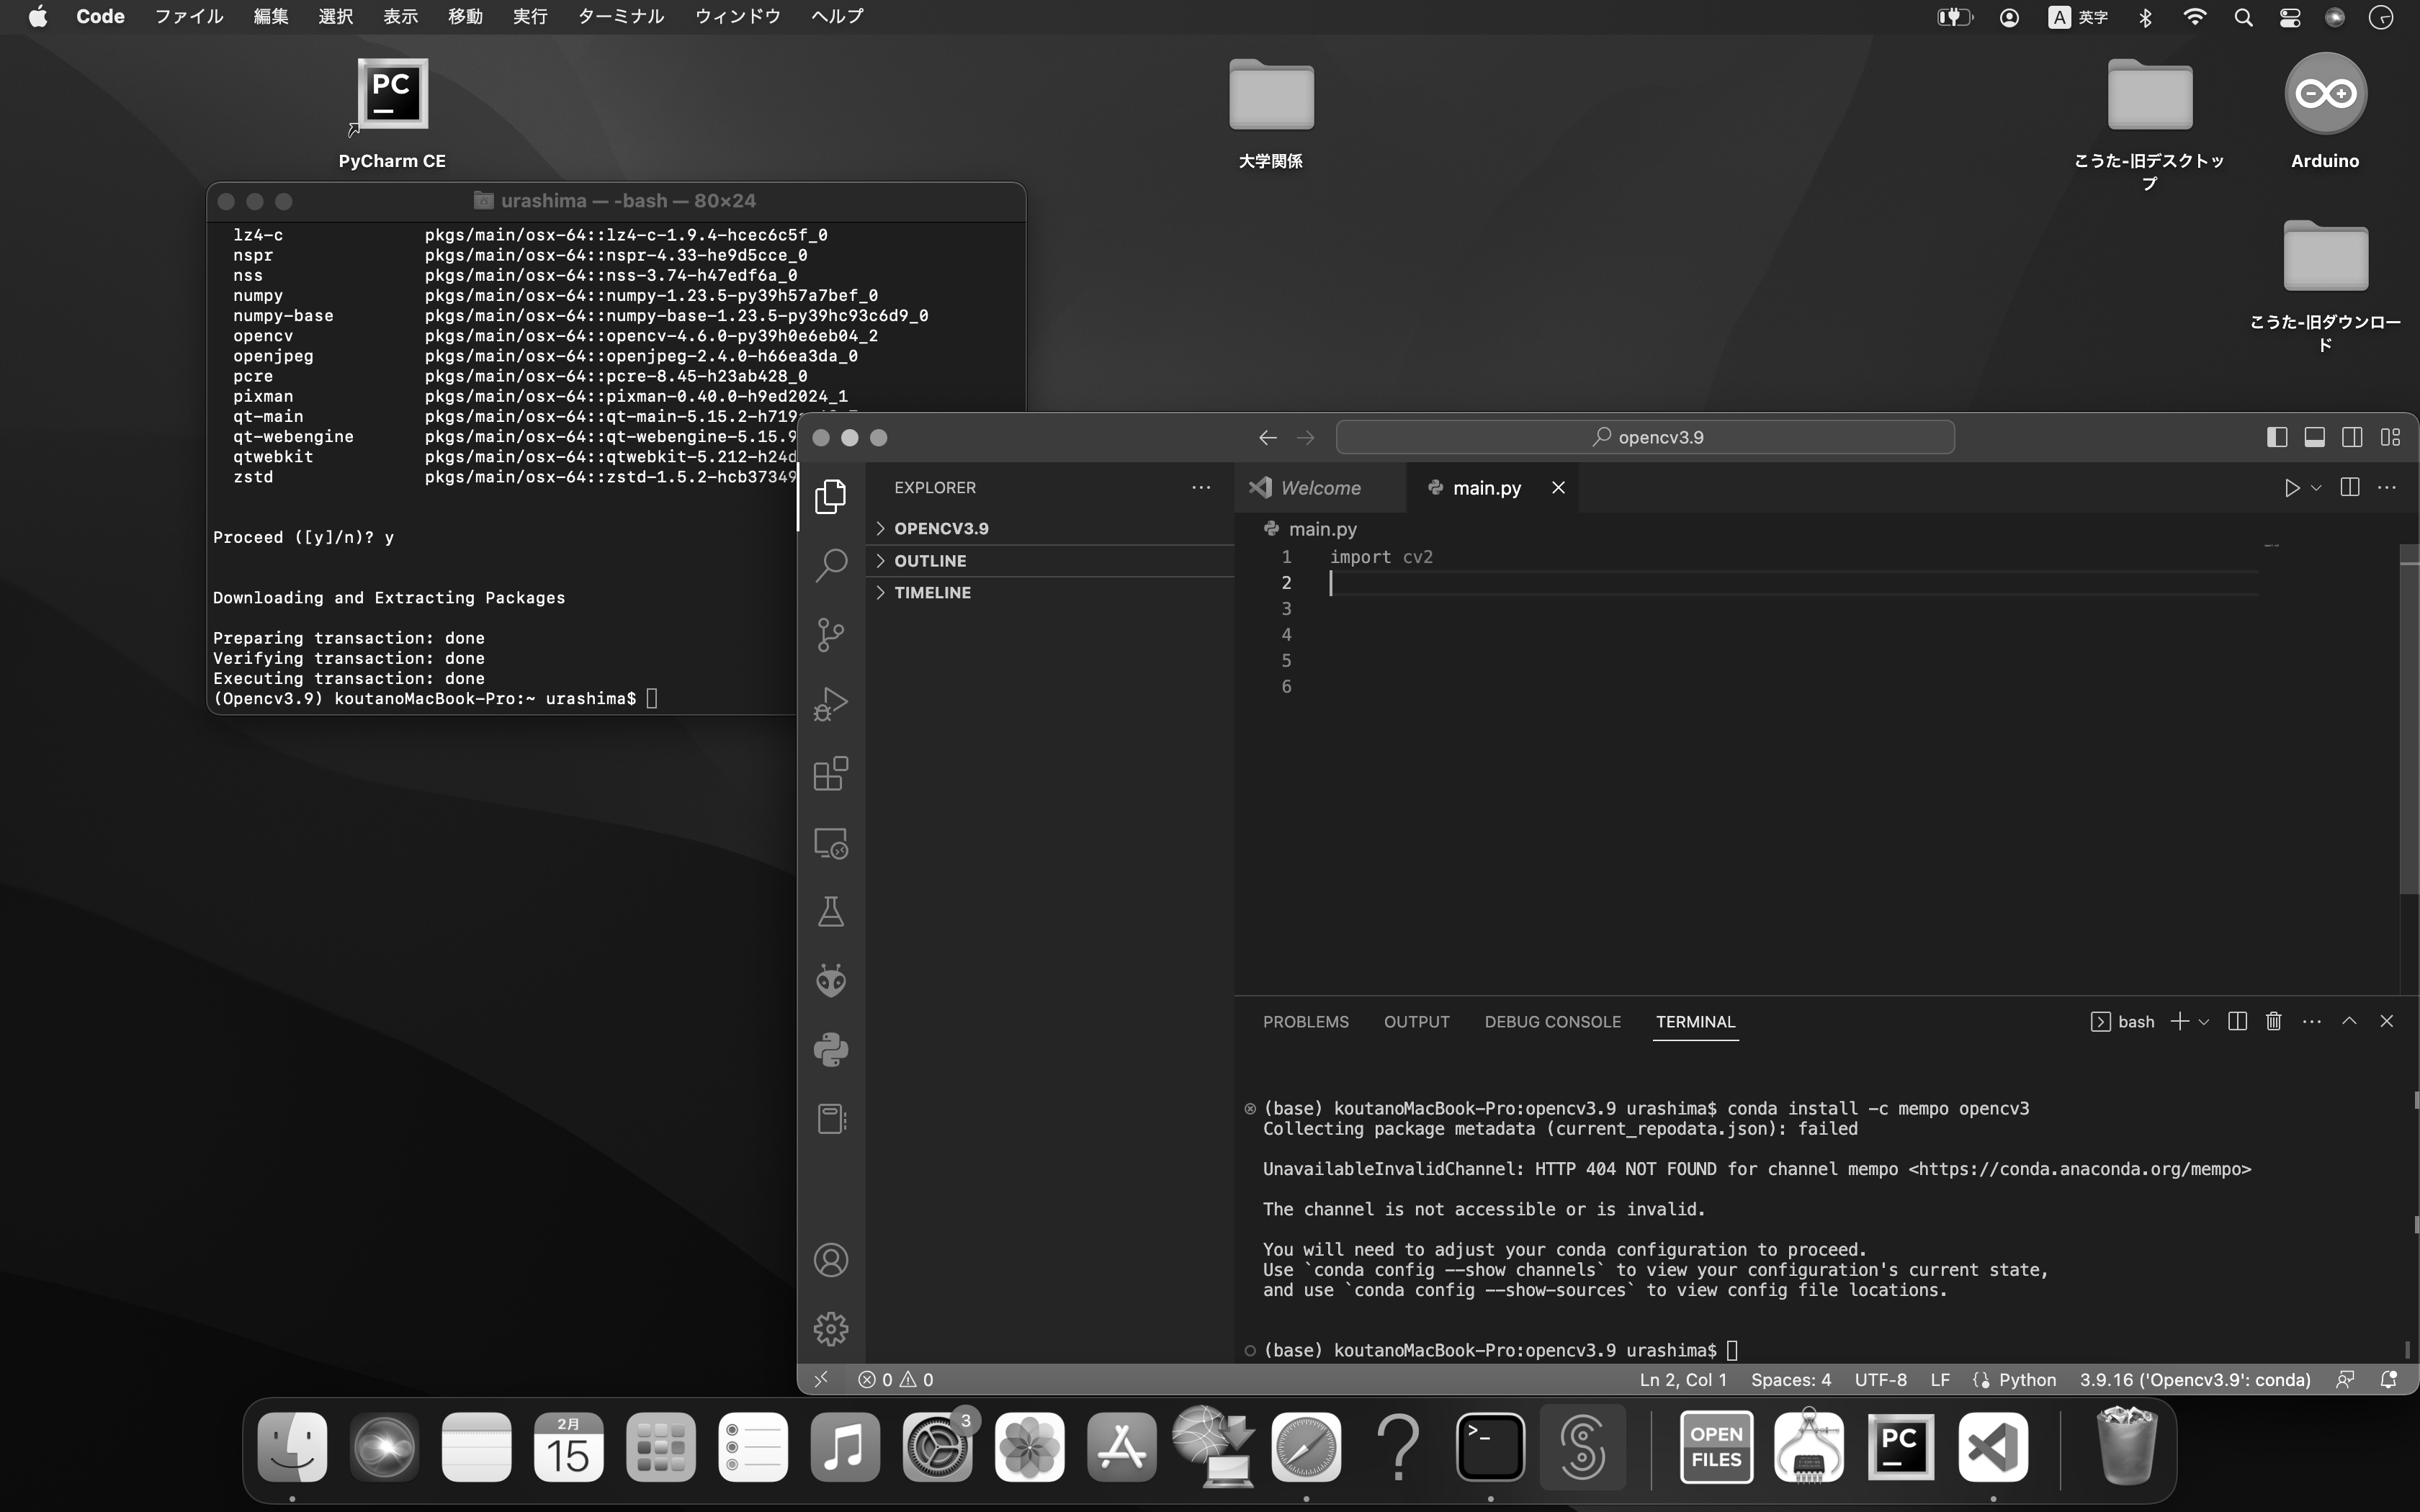 Code ファイル 編集 選択 表示 移動 実行 ターミナル ウィンドウ ヘルプ
A 英字
PC
PyCharm CE
大学関係
こうた-旧デスクトッ
プ
Arduino
こうた-旧ダウンロー
ド
urashima — -bash — 80×24
lz4-c pkgs/main/osx-64::lz4-c-1.9.4-hcec6c5f_0
nspr pkgs/main/osx-64::nspr-4.33-he9d5cce_0
nss pkgs/main/osx-64::nss-3.74-h47edf6a_0
numpy pkgs/main/osx-64::numpy-1.23.5-py39h57a7bef_0
numpy-base pkgs/main/osx-64::numpy-base-1.23.5-py39hc93c6d9_0
opencv pkgs/main/osx-64::opencv-4.6.0-py39h0e6eb04_2
openjpeg pkgs/main/osx-64::openjpeg-2.4.0-h66ea3da_0
pcre pkgs/main/osx-64::pcre-8.45-h23ab428_0
pixman pkgs/main/osx-64::pixman-0.40.0-h9ed2024_1
qt-main pkgs/main/osx-64::qt-main-5.15.2-h719
qt-webengine pkgs/main/osx-64::qt-webengine-5.15.9
qtwebkit pkgs/main/osx-64::qtwebkit-5.212-h24d
zstd pkgs/main/osx-64::zstd-1.5.2-hcb37349
Proceed ([y]/n)? y
Downloading and Extracting Packages
Preparing transaction: done
Verifying transaction: done
Executing transaction: done
(Opencv3.9) koutanoMacBook-Pro:~ urashima$
opencv3.9
EXPLORER
OPENCV3.9
OUTLINE
TIMELINE
Welcome
main.py
main.py
1 import cv2
2
3
4
5
6
PROBLEMS OUTPUT DEBUG CONSOLE TERMINAL
bash
(base) koutanoMacBook-Pro:opencv3.9 urashima$ conda install -c mempo opencv3
Collecting package metadata (current_repodata.json): failed
UnavailableInvalidChannel: HTTP 404 NOT FOUND for channel mempo <https://conda.anaconda.org/mempo>
The channel is not accessible or is invalid.
You will need to adjust your conda configuration to proceed.
Use `conda config --show channels` to view your configuration's current state,
and use `conda config --show-sources` to view config file locations.
(base) koutanoMacBook-Pro:opencv3.9 urashima$
0 0
Ln 2, Col 1 Spaces: 4 UTF-8 LF Python 3.9.16 ('Opencv3.9': conda)
2月
15
3
OPEN
FILES
PC